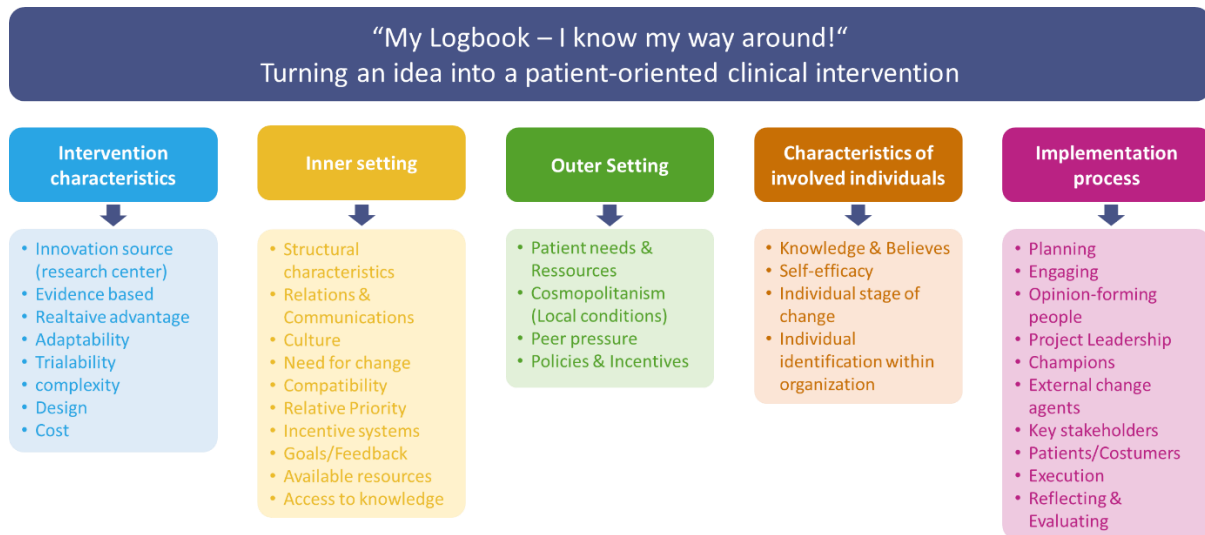 “My Logbook – I know my way around!“
Turning an idea into a patient-oriented clinical intervention
Intervention
characteristics
• Innovation source
(research center)
• Evidence based
• Realtaive advantage
• Adaptability
• Trialability
• complexity
• Design
• Cost
Inner setting
• Structural
characteristics
• Relations &
Communications
• Culture
• Need for change
• Compatibility
• Relative Priority
• Incentive systems
• Goals/Feedback
• Available resources
• Access to knowledge
Outer Setting
• Patient needs &
Ressources
• Cosmopolitanism
(Local conditions)
• Peer pressure
• Policies & Incentives
Characteristics of
involved individuals
• Knowledge & Believes
• Self-efficacy
• Individual stage of
change
• Individual
identification within
organization
Implementation
process
• Planning
• Engaging
• Opinion-forming
people
• Project Leadership
• Champions
• External change
agents
• Key stakeholders
• Patients/Costumers
• Execution
• Reflecting &
Evaluating